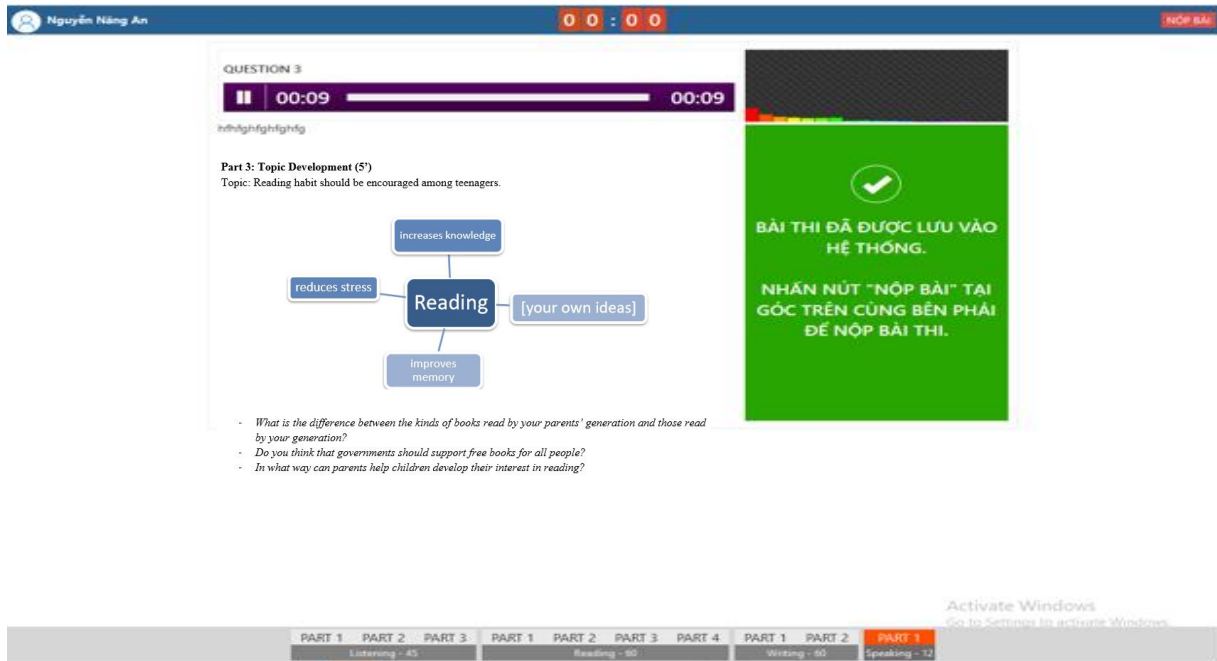 Nguyễn Năng An
00:00
NỘP BÀI
QUESTION 3
00:09
00:09
hfhfghfghfghfg
Part 3: Topic Development (5’)
Topic: Reading habit should be encouraged among teenagers.
increases knowledge
reduces stress
Reading
[your own ideas]
improves
memory
- What is the difference between the kinds of books read by your parents’ generation and those read
by your generation?
- Do you think that governments should support free books for all people?
- In what way can parents help children develop their interest in reading?
BÀI THI ĐÃ ĐƯỢC LƯU VÀO
HỆ THỐNG.
NHẤN NÚT "NỘP BÀI" TẠI
GÓC TRÊN CÙNG BÊN PHẢI
ĐỂ NỘP BÀI THI.
Activate Windows
Go to Settings to activate Windows.
PART 1 PART 2 PART 3 PART 1 PART 2 PART 3 PART 4 PART 1 PART 2 PART 1
Listening - 45 Reading - 60 Writing - 60 Speaking - 12